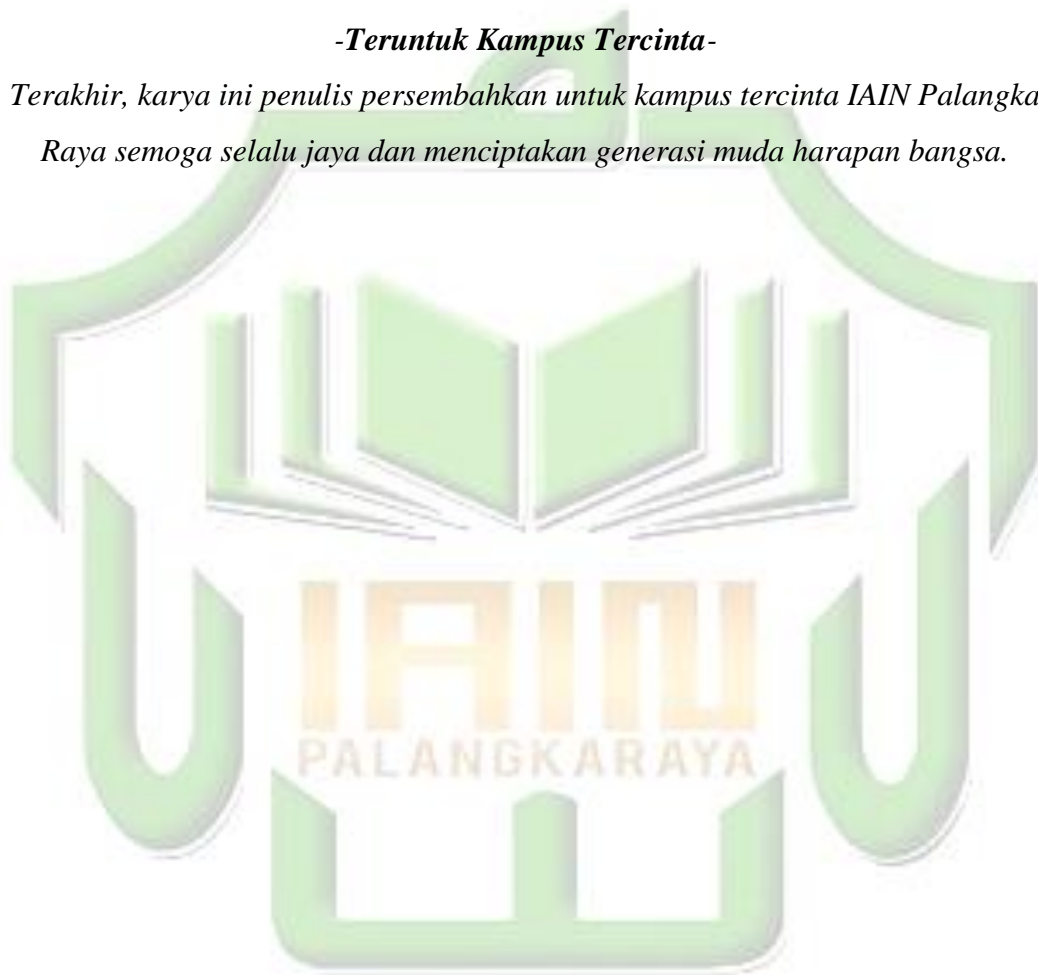 -Teruntuk Kampus Tercinta-
Terakhir, karya ini penulis persembahkan untuk kampus tercinta IAIN Palangka
Raya semoga selalu jaya dan menciptakan generasi muda harapan bangsa.
IAIN
PALANGKARAYA